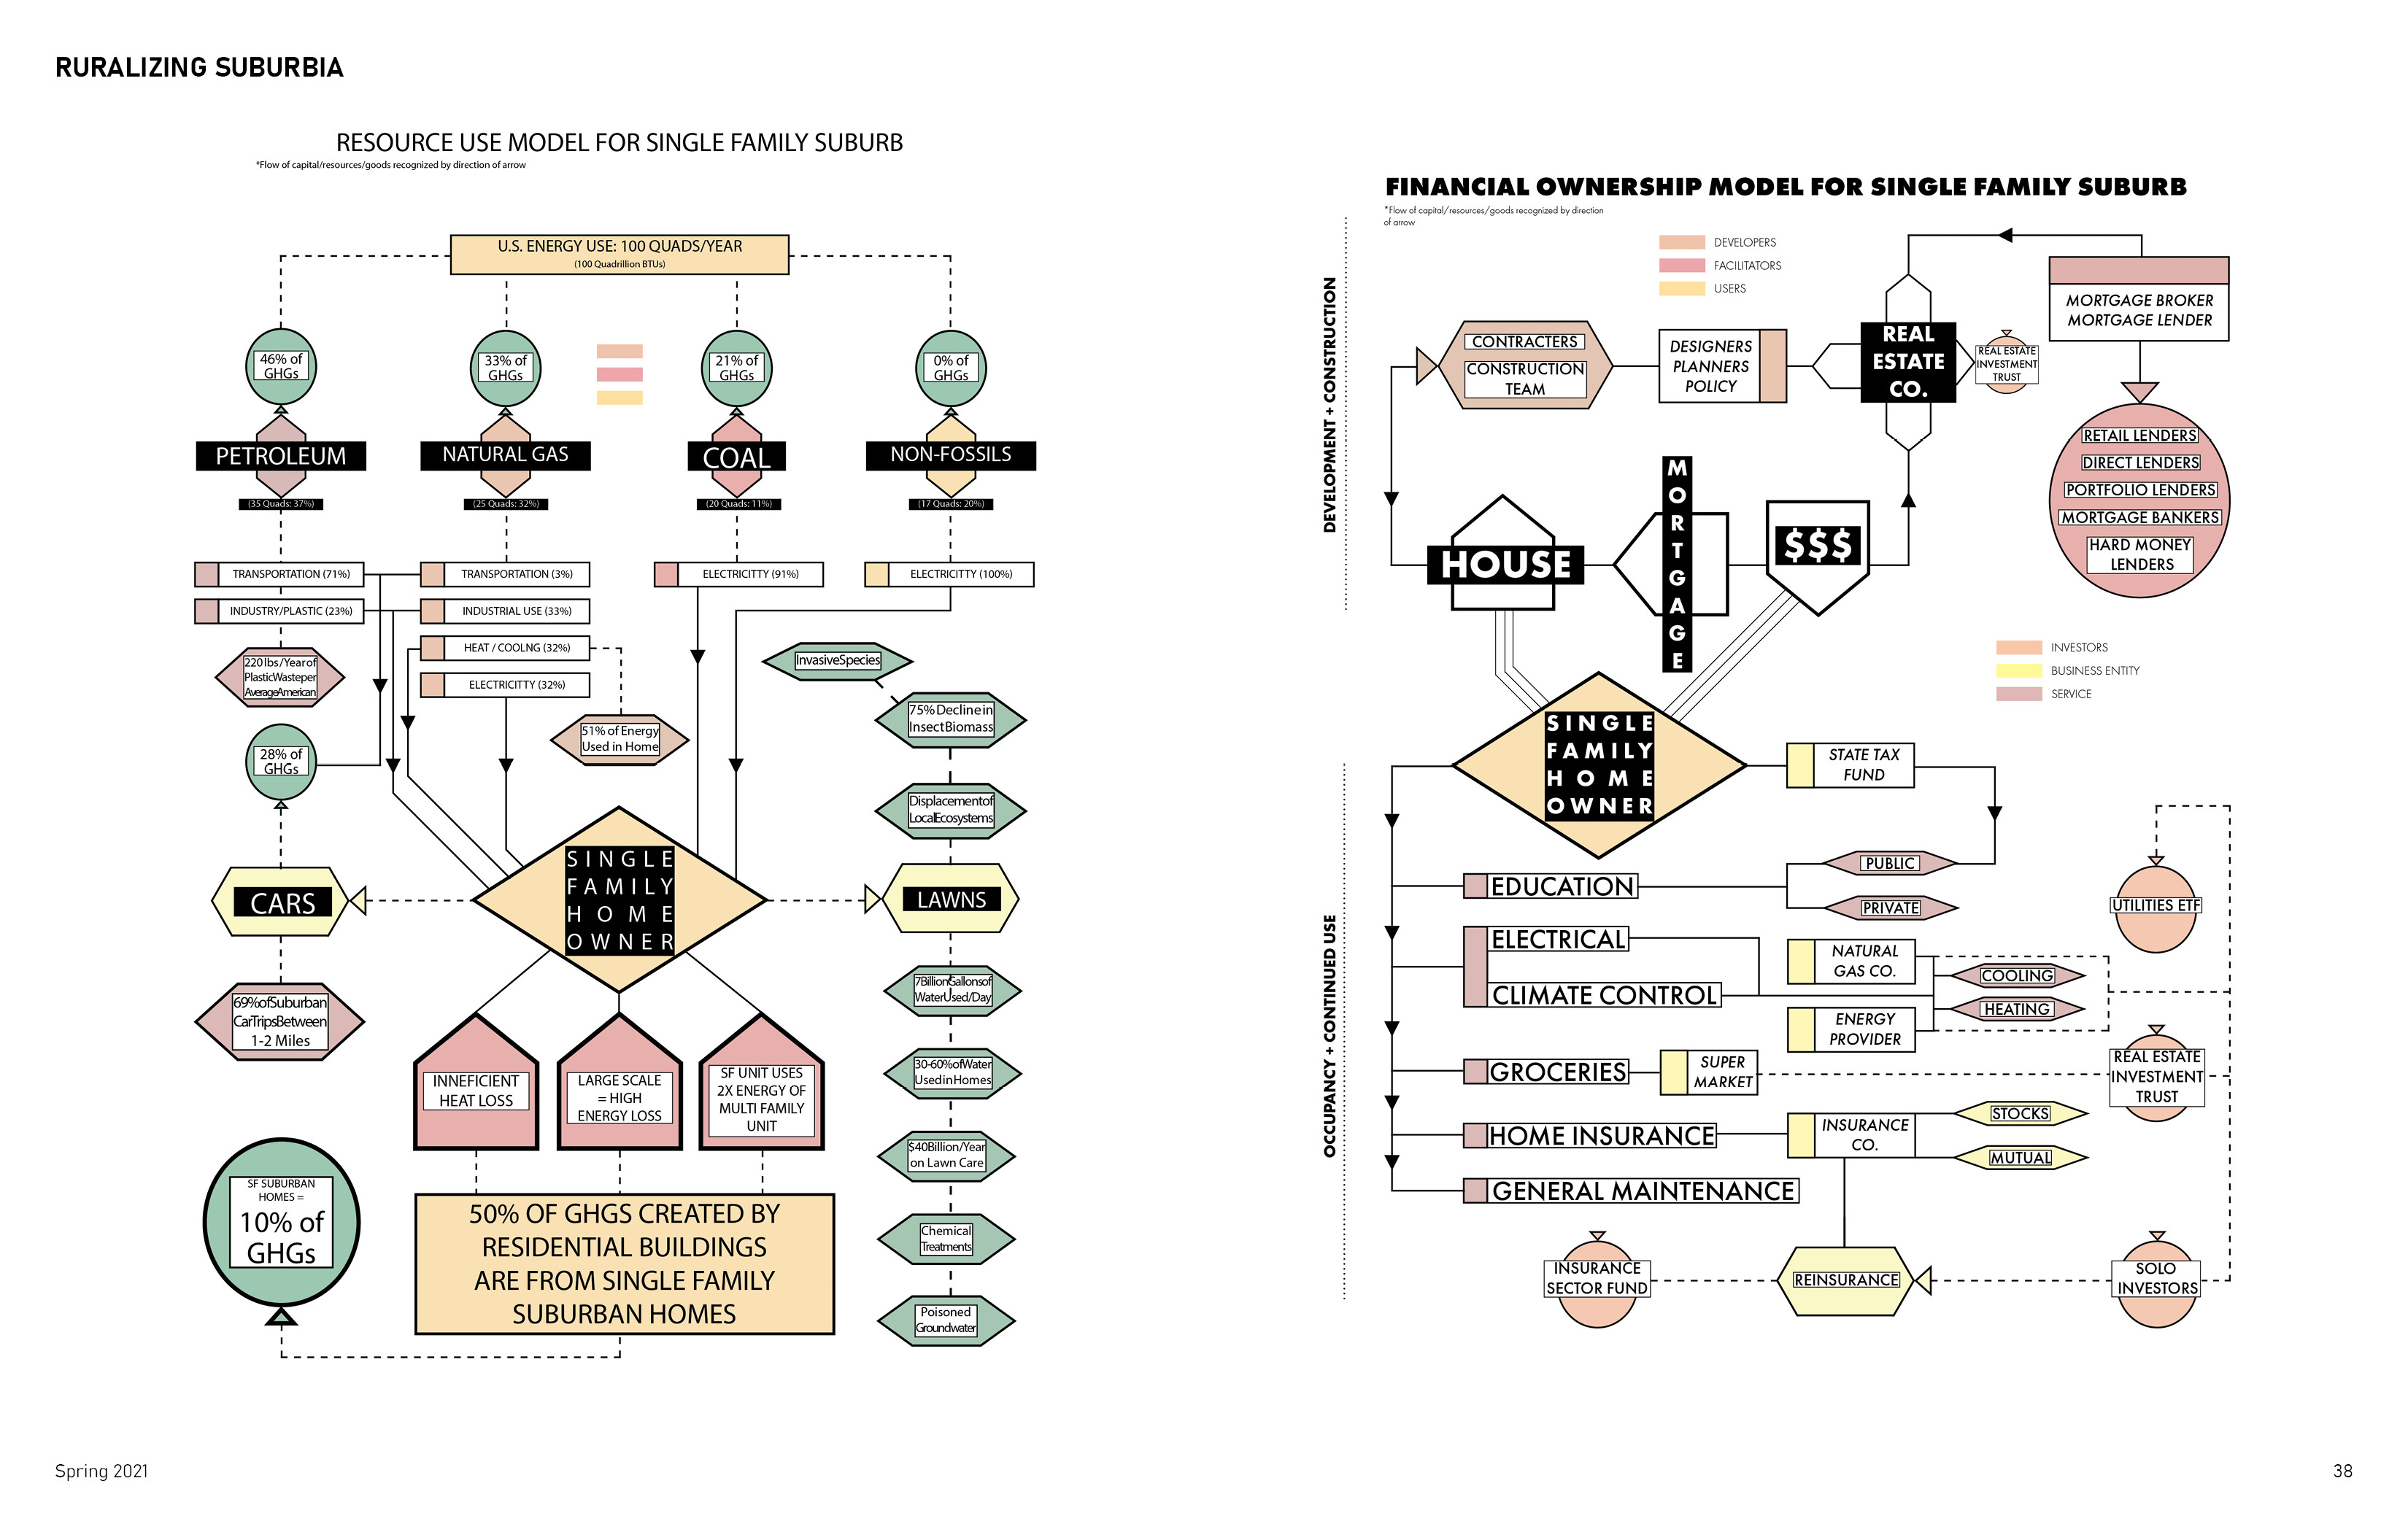 RURALIZING SUBURBIA
RESOURCE USE MODEL FOR SINGLE FAMILY SUBURB
*Flow of capital/resources/goods recognized by direction of arrow
U.S. ENERGY USE: 100 QUADS/YEAR
(100 Quadrillion BTUs)
46% of
GHGs
33% of
GHGs
21% of
GHGs
0% of
GHGs
PETROLEUM
NATURAL GAS
COAL
NON-FOSSILS
(35 Quads: 37%)
(25 Quads: 32%)
(20 Quads: 11%)
(17 Quads: 20%)
TRANSPORTATION (71%)
TRANSPORTATION (3%)
ELECTRICITTY (91%)
ELECTRICITTY (100%)
INDUSTRY/PLASTIC (23%)
INDUSTRIAL USE (33%)
HEAT / COOLNG (32%)
ELECTRICITTY (32%)
220 lbs/Year of
Plastic Waste per
Average American
28% of
GHGs
51% of Energy
Used in Home
Invasive Species
75% Decline in
Insect Biomass
Displacement of
Local Ecosystems
CARS
SINGLE
FAMILY
HOME
OWNER
LAWNS
69% of Suburban
Car Trips Between
1-2 Miles
7 Billion Gallons of
Water Used/Day
30-60% of Water
Used in Homes
$40 Billion/Year
on Lawn Care
Chemical
Treatments
Poisoned
Groundwater
INNEFICIENT
HEAT LOSS
LARGE SCALE
= HIGH
ENERGY LOSS
SF UNIT USES
2X ENERGY OF
MULTI FAMILY
UNIT
SF SUBURBAN
HOMES =
10% of
GHGs
50% OF GHGS CREATED BY
RESIDENTIAL BUILDINGS
ARE FROM SINGLE FAMILY
SUBURBAN HOMES
FINANCIAL OWNERSHIP MODEL FOR SINGLE FAMILY SUBURB
*Flow of capital/resources/goods recognized by direction
of arrow
DEVELOPERS
FACILITATORS
USERS
DEVELOPMENT + CONSTRUCTION
CONTRACTERS
CONSTRUCTION
TEAM
DESIGNERS
PLANNERS
POLICY
REAL
ESTATE
CO.
REAL ESTATE
INVESTMENT
TRUST
MORTGAGE BROKER
MORTGAGE LENDER
RETAIL LENDERS
DIRECT LENDERS
PORTFOLIO LENDERS
MORTGAGE BANKERS
HARD MONEY
LENDERS
HOUSE
MORTGAGE
$$$
INVESTORS
BUSINESS ENTITY
SERVICE
OCCUPANCY + CONTINUED USE
SINGLE
FAMILY
HOME
OWNER
STATE TAX
FUND
EDUCATION
PUBLIC
PRIVATE
UTILITIES ETF
ELECTRICAL
CLIMATE CONTROL
NATURAL
GAS CO.
ENERGY
PROVIDER
COOLING
HEATING
GROCERIES
SUPER
MARKET
REAL ESTATE
INVESTMENT
TRUST
HOME INSURANCE
INSURANCE
CO.
STOCKS
MUTUAL
GENERAL MAINTENANCE
INSURANCE
SECTOR FUND
REINSURANCE
SOLO
INVESTORS
Spring 2021
38